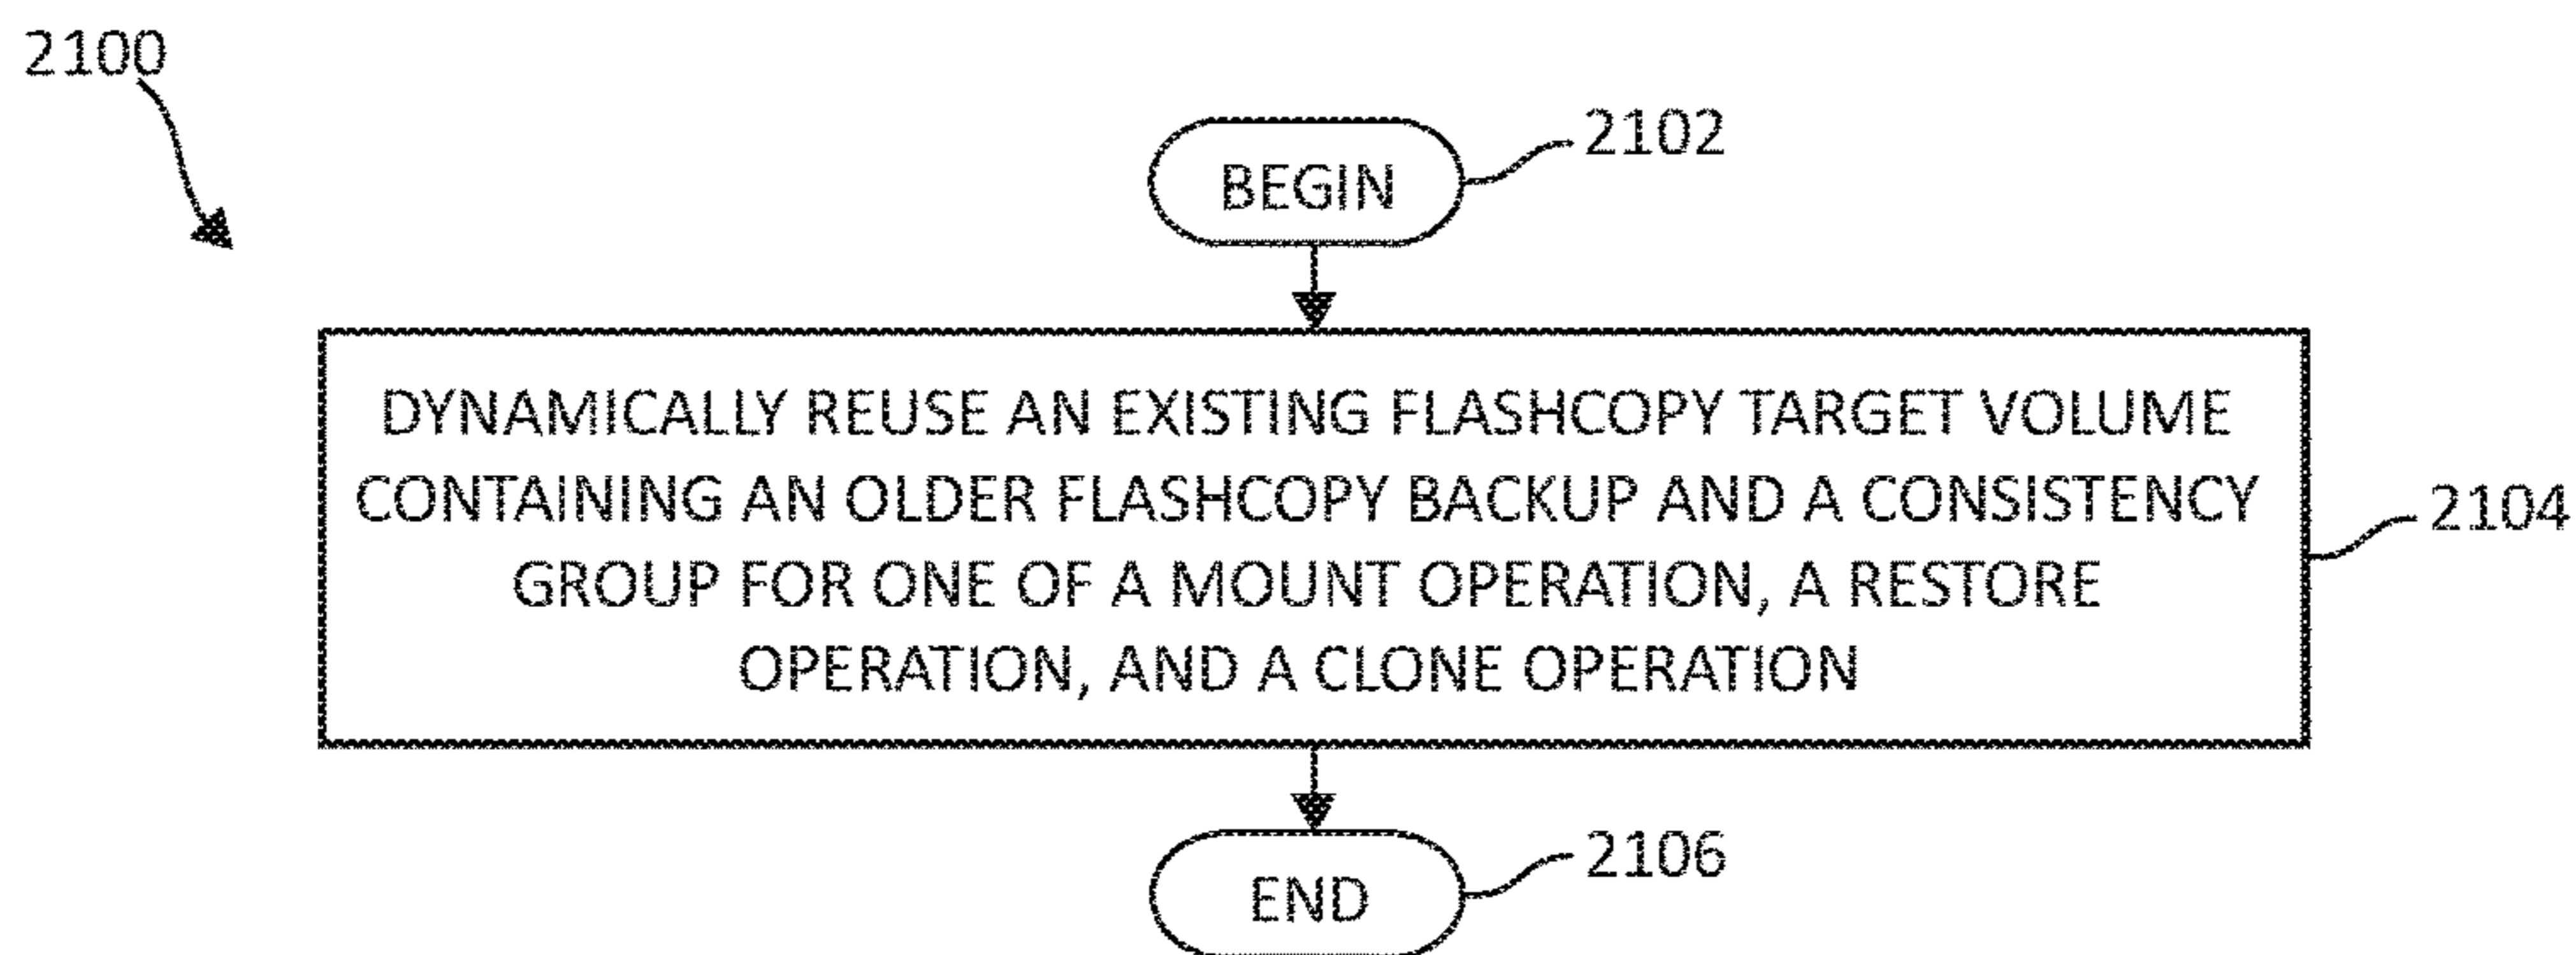 2100
2102
BEGIN
DYNAMICALLY REUSE AN EXISTING FLASHCOPY TARGET VOLUME
CONTAINING AN OLDER FLASHCOPY BACKUP AND A CONSISTENCY
GROUP FOR ONE OF A MOUNT OPERATION, A RESTORE
OPERATION, AND A CLONE OPERATION
2104
2106
END